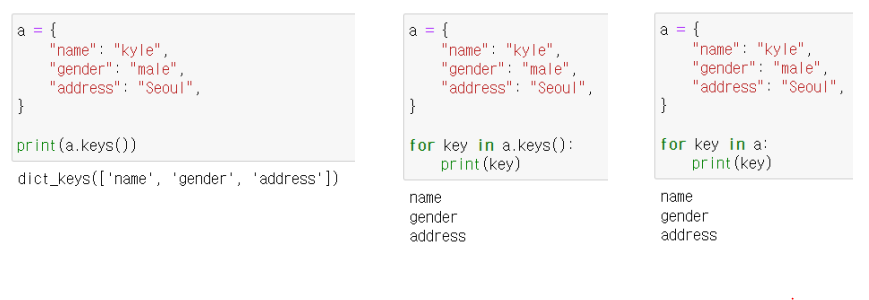 a = {
    "name": "kyle",
    "gender": "male",
    "address": "Seoul",
}

print(a.keys())
dict_keys(['name', 'gender', 'address'])
a = {
    "name": "kyle",
    "gender": "male",
    "address": "Seoul",
}

for key in a.keys():
    print(key)
name
gender
address
a = {
    "name": "kyle",
    "gender": "male",
    "address": "Seoul",
}

for key in a:
    print(key)
name
gender
address